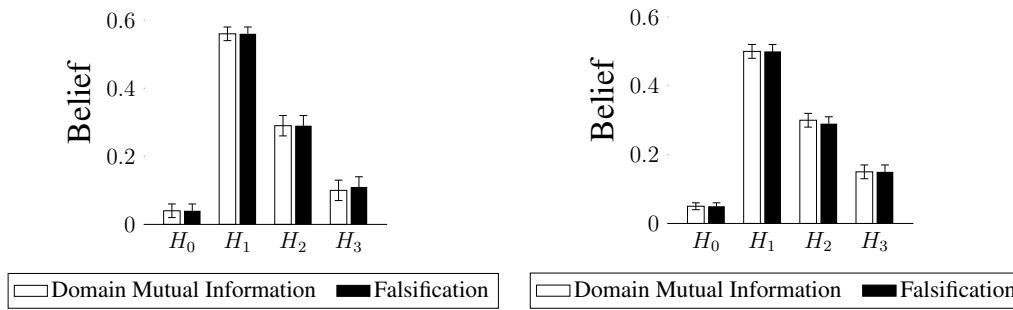 0.6
0.4
0.2
0
Belief
H0 H1 H2 H3
Domain Mutual Information Falsification
0.6
0.4
0.2
0
Belief
H0 H1 H2 H3
Domain Mutual Information Falsification